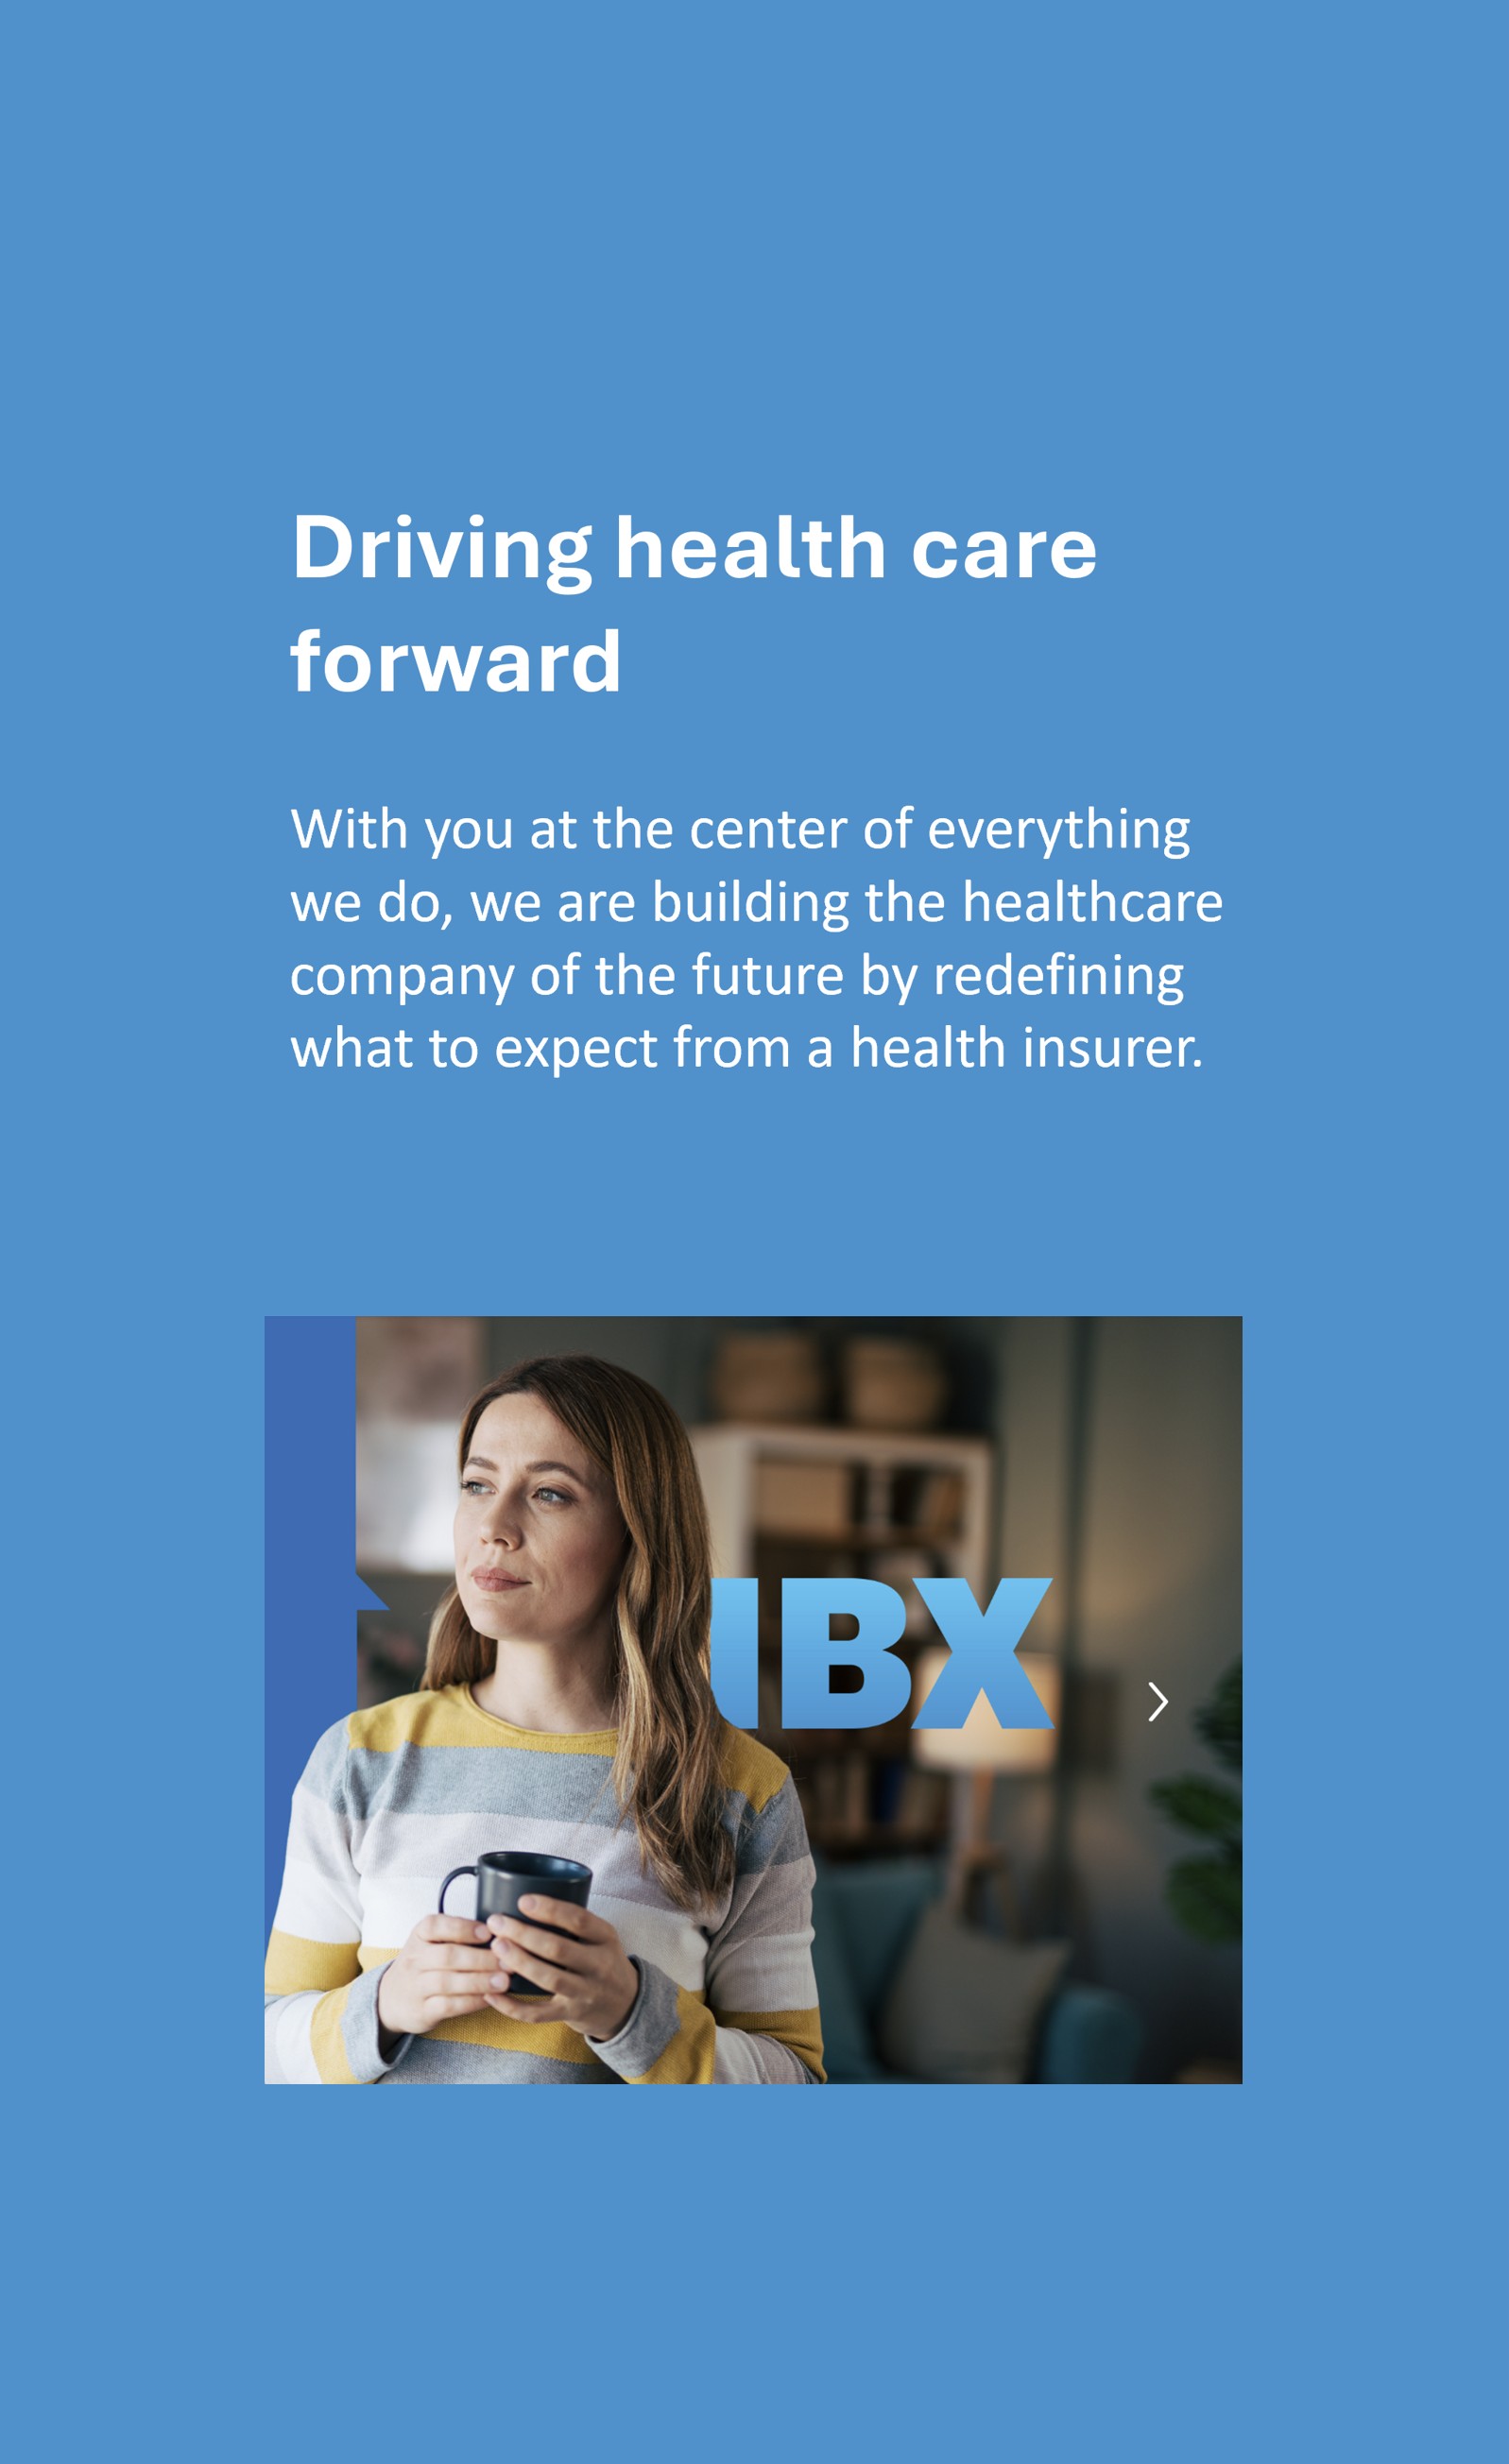 Driving health care
forward
With you at the center of everything
we do, we are building the healthcare
company of the future by redefining
what to expect from a health insurer.
IBX